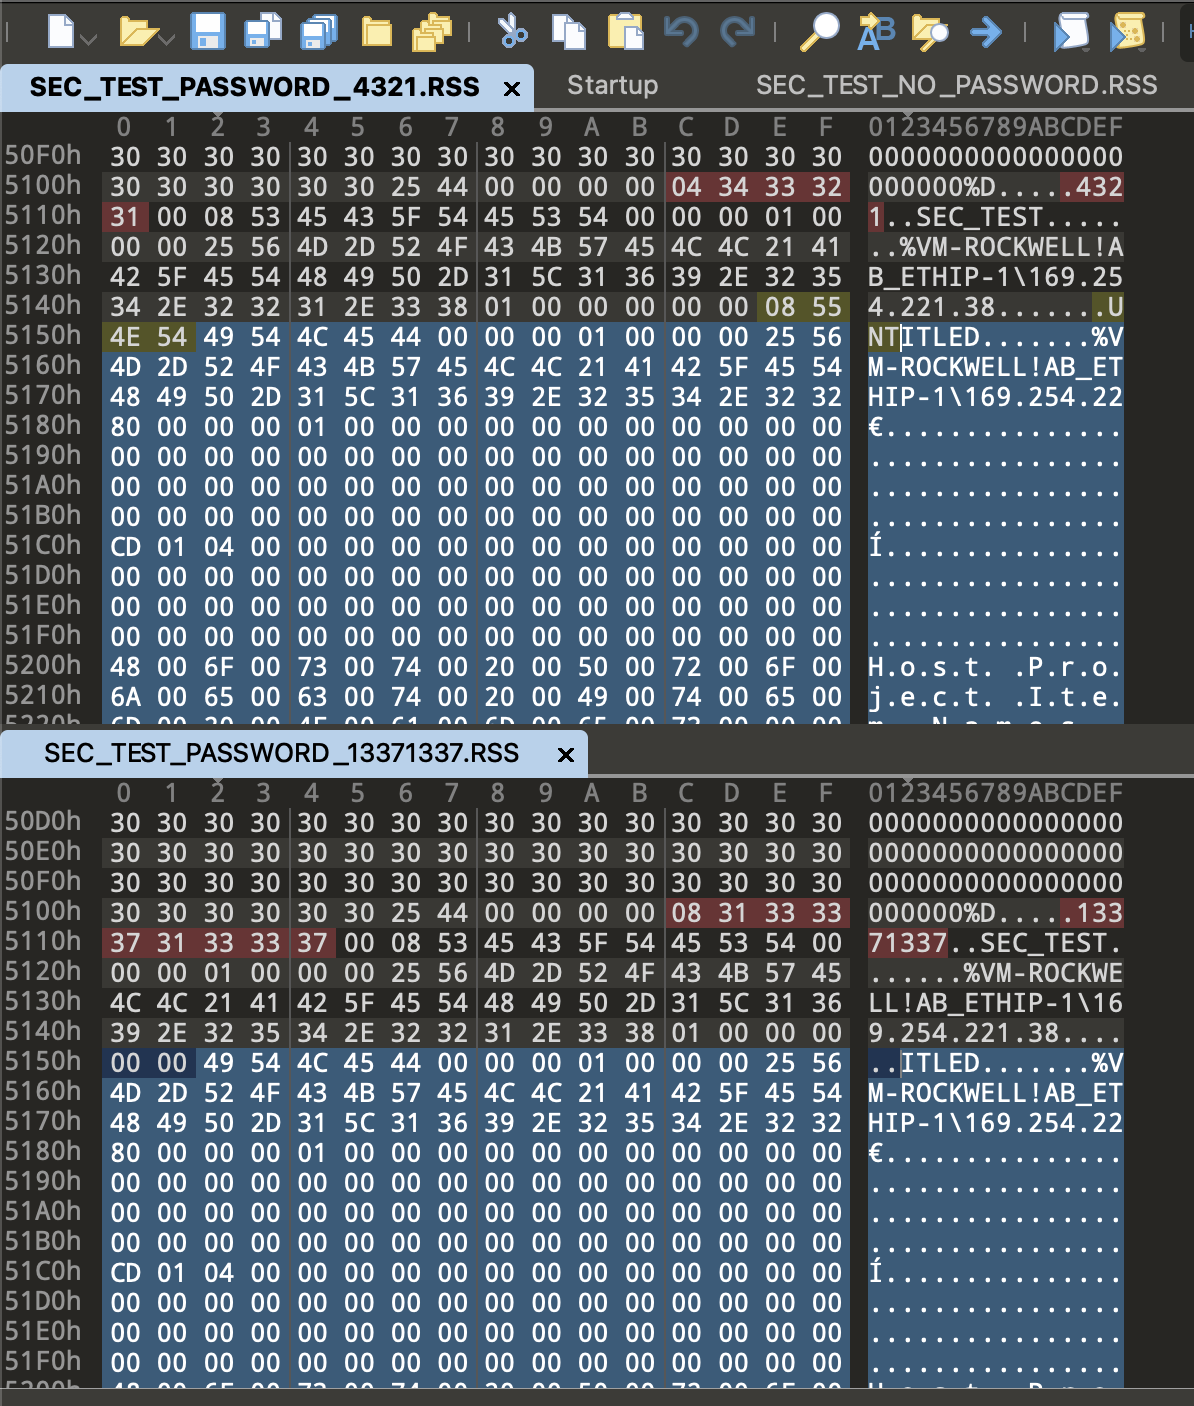 SEC_TEST_PASSWORD_4321.RSS × Startup SEC_TEST_NO_PASSWORD.RSS
0 1 2 3 4 5 6 7 8 9 A B C D E F 0123456789ABCDEF
50F0h 30 30 30 30 30 30 30 30 30 30 30 30 30 30 30 30 0000000000000000
5100h 30 30 30 30 30 30 25 44 00 00 00 00 04 34 33 32 000000%D.....432
5110h 31 00 08 53 45 43 5F 54 45 53 54 00 00 00 01 00 1..SEC_TEST.....
5120h 00 00 25 56 4D 2D 52 4F 43 4B 57 45 4C 4C 21 41 ..%VM-ROCKWELL!A
5130h 42 5F 45 54 48 49 50 2D 31 5C 31 36 39 2E 32 35 B_ETHIP-1\169.25
5140h 34 2E 32 32 31 2E 33 38 01 00 00 00 00 00 08 55 4.221.38.......U
5150h 4E 54 49 54 4C 45 44 00 00 00 01 00 00 00 25 56 NTITLED.......%V
5160h 4D 2D 52 4F 43 4B 57 45 4C 4C 21 41 42 5F 45 54 M-ROCKWELL!AB_ET
5170h 48 49 50 2D 31 5C 31 36 39 2E 32 35 34 2E 32 32 HIP-1\169.254.22
5180h 80 00 00 00 01 00 00 00 00 00 00 00 00 00 00 00 €...............
5190h 00 00 00 00 00 00 00 00 00 00 00 00 00 00 00 00 ................
51A0h 00 00 00 00 00 00 00 00 00 00 00 00 00 00 00 00 ................
51B0h 00 00 00 00 00 00 00 00 00 00 00 00 00 00 00 00 ................
51C0h CD 01 04 00 00 00 00 00 00 00 00 00 00 00 00 00 Í...............
51D0h 00 00 00 00 00 00 00 00 00 00 00 00 00 00 00 00 ................
51E0h 00 00 00 00 00 00 00 00 00 00 00 00 00 00 00 00 ................
51F0h 00 00 00 00 00 00 00 00 00 00 00 00 00 00 00 00 ................
5200h 48 00 6F 00 73 00 74 00 20 00 50 00 72 00 6F 00 H.o.s.t. .P.r.o.
5210h 6A 00 65 00 63 00 74 00 20 00 49 00 74 00 65 00 j.e.c.t. .I.t.e.
SEC_TEST_PASSWORD_13371337.RSS ×
0 1 2 3 4 5 6 7 8 9 A B C D E F 0123456789ABCDEF
50D0h 30 30 30 30 30 30 30 30 30 30 30 30 30 30 30 30 0000000000000000
50E0h 30 30 30 30 30 30 30 30 30 30 30 30 30 30 30 30 0000000000000000
50F0h 30 30 30 30 30 30 30 30 30 30 30 30 30 30 30 30 0000000000000000
5100h 30 30 30 30 30 30 25 44 00 00 00 00 08 31 33 33 000000%D.....133
5110h 37 31 33 33 37 00 08 53 45 43 5F 54 45 53 54 00 71337..SEC_TEST.
5120h 00 00 01 00 00 00 25 56 4D 2D 52 4F 43 4B 57 45 ......%VM-ROCKWE
5130h 4C 4C 21 41 42 5F 45 54 48 49 50 2D 31 5C 31 36 LL!AB_ETHIP-1\16
5140h 39 2E 32 35 34 2E 32 32 31 2E 33 38 01 00 00 00 9.254.221.38....
5150h 00 00 49 54 4C 45 44 00 00 00 01 00 00 00 25 56 ..ITLED.......%V
5160h 4D 2D 52 4F 43 4B 57 45 4C 4C 21 41 42 5F 45 54 M-ROCKWELL!AB_ET
5170h 48 49 50 2D 31 5C 31 36 39 2E 32 35 34 2E 32 32 HIP-1\169.254.22
5180h 80 00 00 00 01 00 00 00 00 00 00 00 00 00 00 00 €...............
5190h 00 00 00 00 00 00 00 00 00 00 00 00 00 00 00 00 ................
51A0h 00 00 00 00 00 00 00 00 00 00 00 00 00 00 00 00 ................
51B0h 00 00 00 00 00 00 00 00 00 00 00 00 00 00 00 00 ................
51C0h CD 01 04 00 00 00 00 00 00 00 00 00 00 00 00 00 Í...............
51D0h 00 00 00 00 00 00 00 00 00 00 00 00 00 00 00 00 ................
51E0h 00 00 00 00 00 00 00 00 00 00 00 00 00 00 00 00 ................
51F0h 00 00 00 00 00 00 00 00 00 00 00 00 00 00 00 00 ................